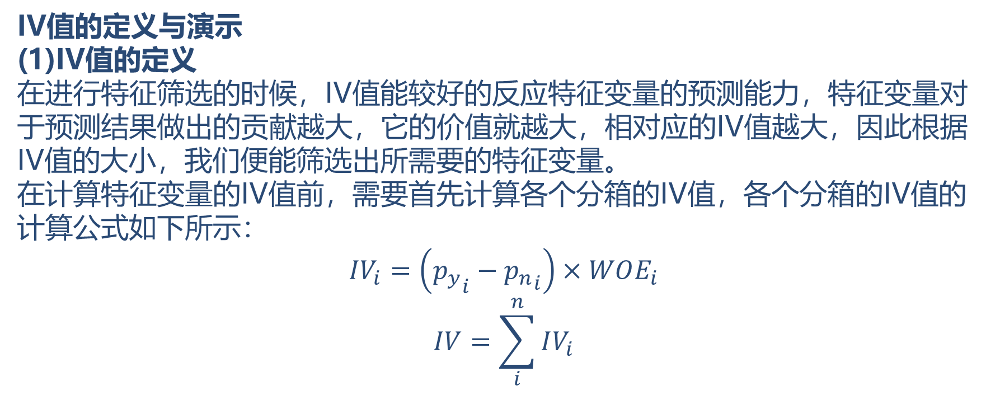 IV值的定义与演示
(1)IV值的定义
在进行特征筛选的时候，IV值能较好的反应特征变量的预测能力，特征变量对
于预测结果做出的贡献越大，它的价值就越大，相对应的IV值越大，因此根据
IV值的大小，我们便能筛选出所需要的特征变量。
在计算特征变量的IV值前，需要首先计算各个分箱的IV值，各个分箱的IV值的
计算公式如下所示：
$IV_i = \left(p_{y_i} - p_{n_i}\right) \times WOE_i$
$IV = \sum_{i}^{n} IV_i$